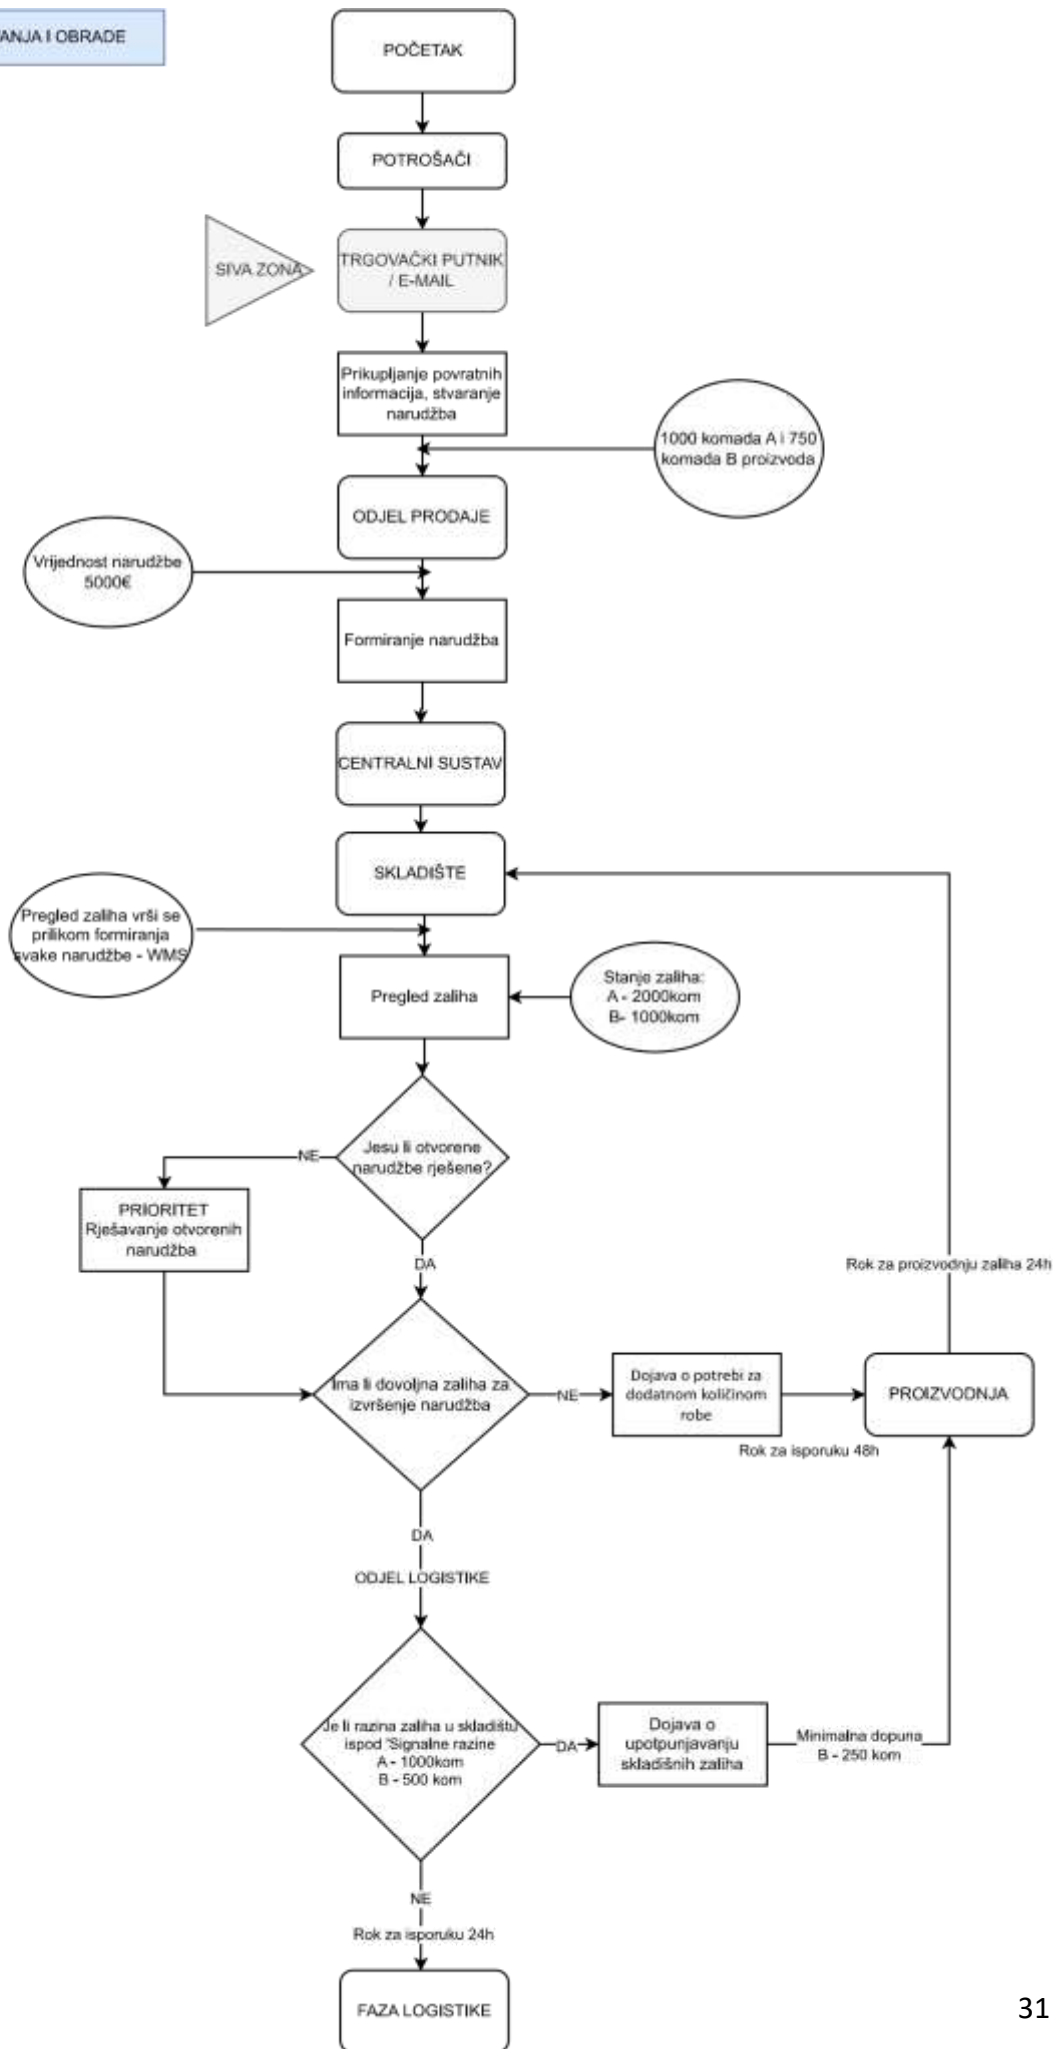 ANJA I OBRADE
POČETAK
POTROŠAČI
SIVA ZONA
TRGOVAČKI PUTNIK
/ E-MAIL
Prikupljanje povratnih
informacija, stvaranje
narudžba
1000 komada A i 750
komada B proizvoda
ODJEL PRODAJE
Vrijednost narudžbe
5000€
Formiranje narudžba
CENTRALNI SUSTAV
SKLADIŠTE
Pregled zaliha vrši se
prilikom formiranja
svake narudžbe - WMS
Pregled zaliha
Stanje zaliha:
A - 2000kom
B- 1000kom
Jesu li otvorene
narudžbe rješene?
NE
PRIORITET
Rješavanje otvorenih
narudžba
DA
Rok za proizvodnju zaliha 24h
Ima li dovoljna zaliha za
izvršenje narudžba
NE
Dojava o potrebi za
dodatnom količinom
robe
PROIZVODNJA
Rok za isporuku 48h
DA
ODJEL LOGISTIKE
Je li razina zaliha u skladištu
ispod 'Signalne razine
A - 1000kom
B - 500 kom
DA
Dojava o
upotpunjavanju
skladišnih zaliha
Minimalna dopuna
B - 250 kom
NE
Rok za isporuku 24h
FAZA LOGISTIKE
31